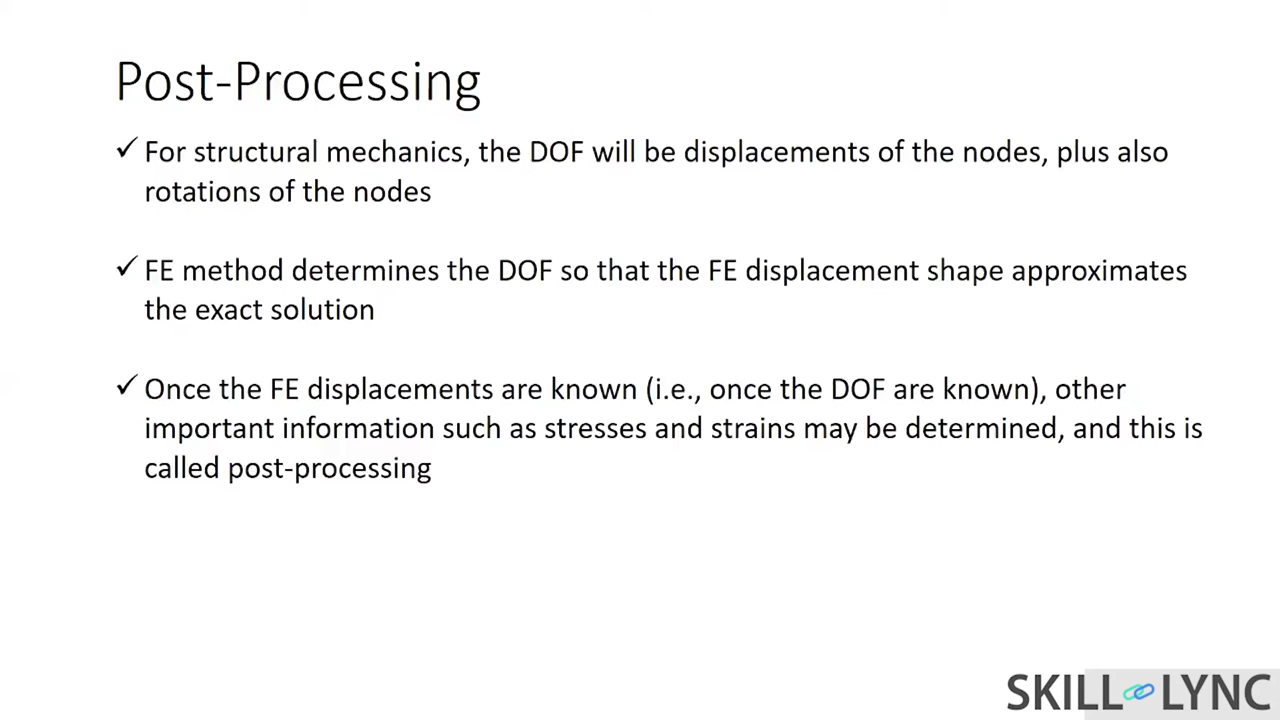 Post-Processing
✓ For structural mechanics, the DOF will be displacements of the nodes, plus also
rotations of the nodes
✓ FE method determines the DOF so that the FE displacement shape approximates
the exact solution
✓ Once the FE displacements are known (i.e., once the DOF are known), other
important information such as stresses and strains may be determined, and this is
called post-processing
SKILL LYNC